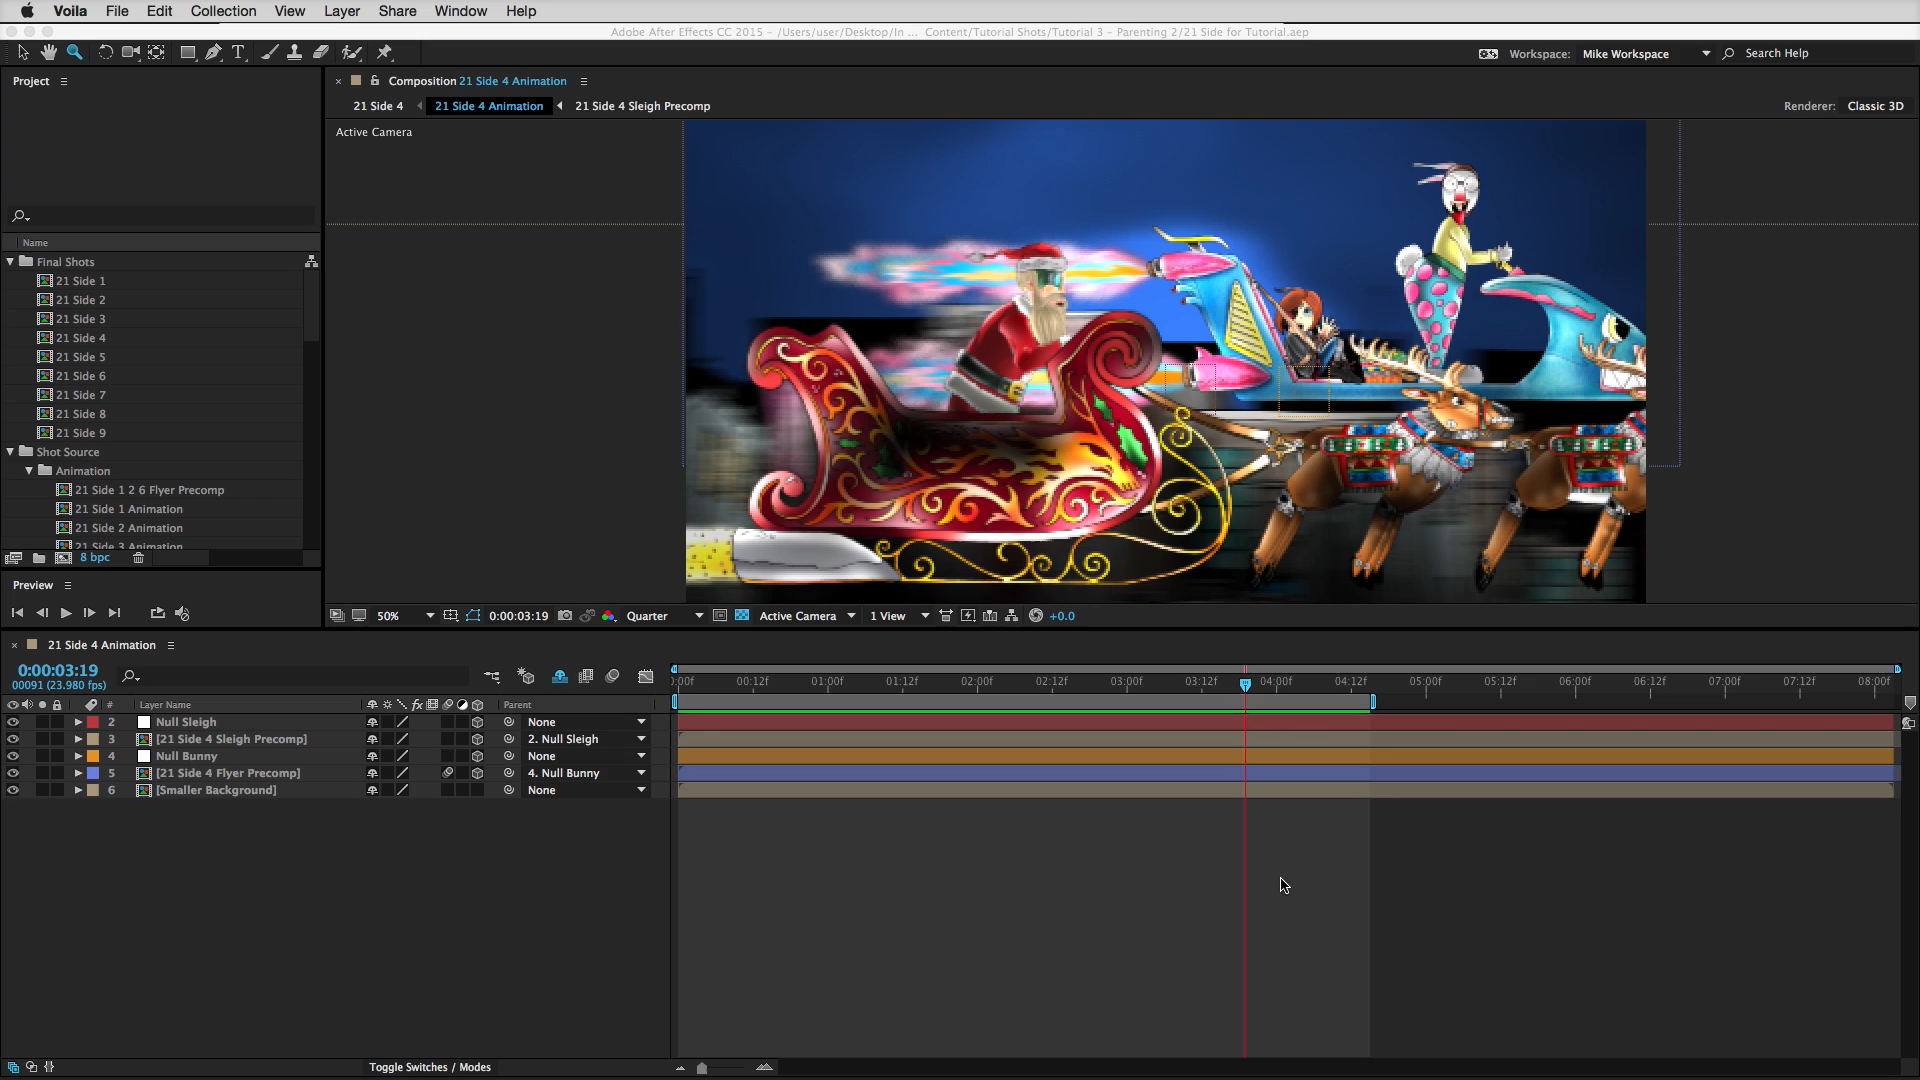 Voila File Edit Collection View Layer Share Window Help
Adobe After Effects CC 2015 - /Users/user/Desktop/In ... Content/Tutorial Shots/Tutorial 3 - Parenting 2/21 Side for Tutorial.aep
T
Workspace: Mike Workspace Search Help
Project
Composition 21 Side 4 Animation
21 Side 4 21 Side 4 Animation 21 Side 4 Sleigh Precomp
Renderer: Classic 3D
Active Camera
Name
Final Shots
21 Side 1
21 Side 2
21 Side 3
21 Side 4
21 Side 5
21 Side 6
21 Side 7
21 Side 8
21 Side 9
Shot Source
Animation
21 Side 1 2 6 Flyer Precomp
21 Side 1 Animation
21 Side 2 Animation
21 Side 3 Animation
8 bpc
Preview
50% 0:00:03:19 Quarter Active Camera 1 View +0.0
21 Side 4 Animation
0:00:03:19
00091 (23.980 fps)
):00f 00:12f 01:00f 01:12f 02:00f 02:12f 03:00f 03:12f 04:00f 04:12f 05:00f 05:12f 06:00f 06:12f 07:00f 07:12f 08:00f
# Layer Name fx Parent
2 Null Sleigh None
3 [21 Side 4 Sleigh Precomp] 2. Null Sleigh
4 Null Bunny None
5 [21 Side 4 Flyer Precomp] 4. Null Bunny
6 [Smaller Background] None
Toggle Switches / Modes